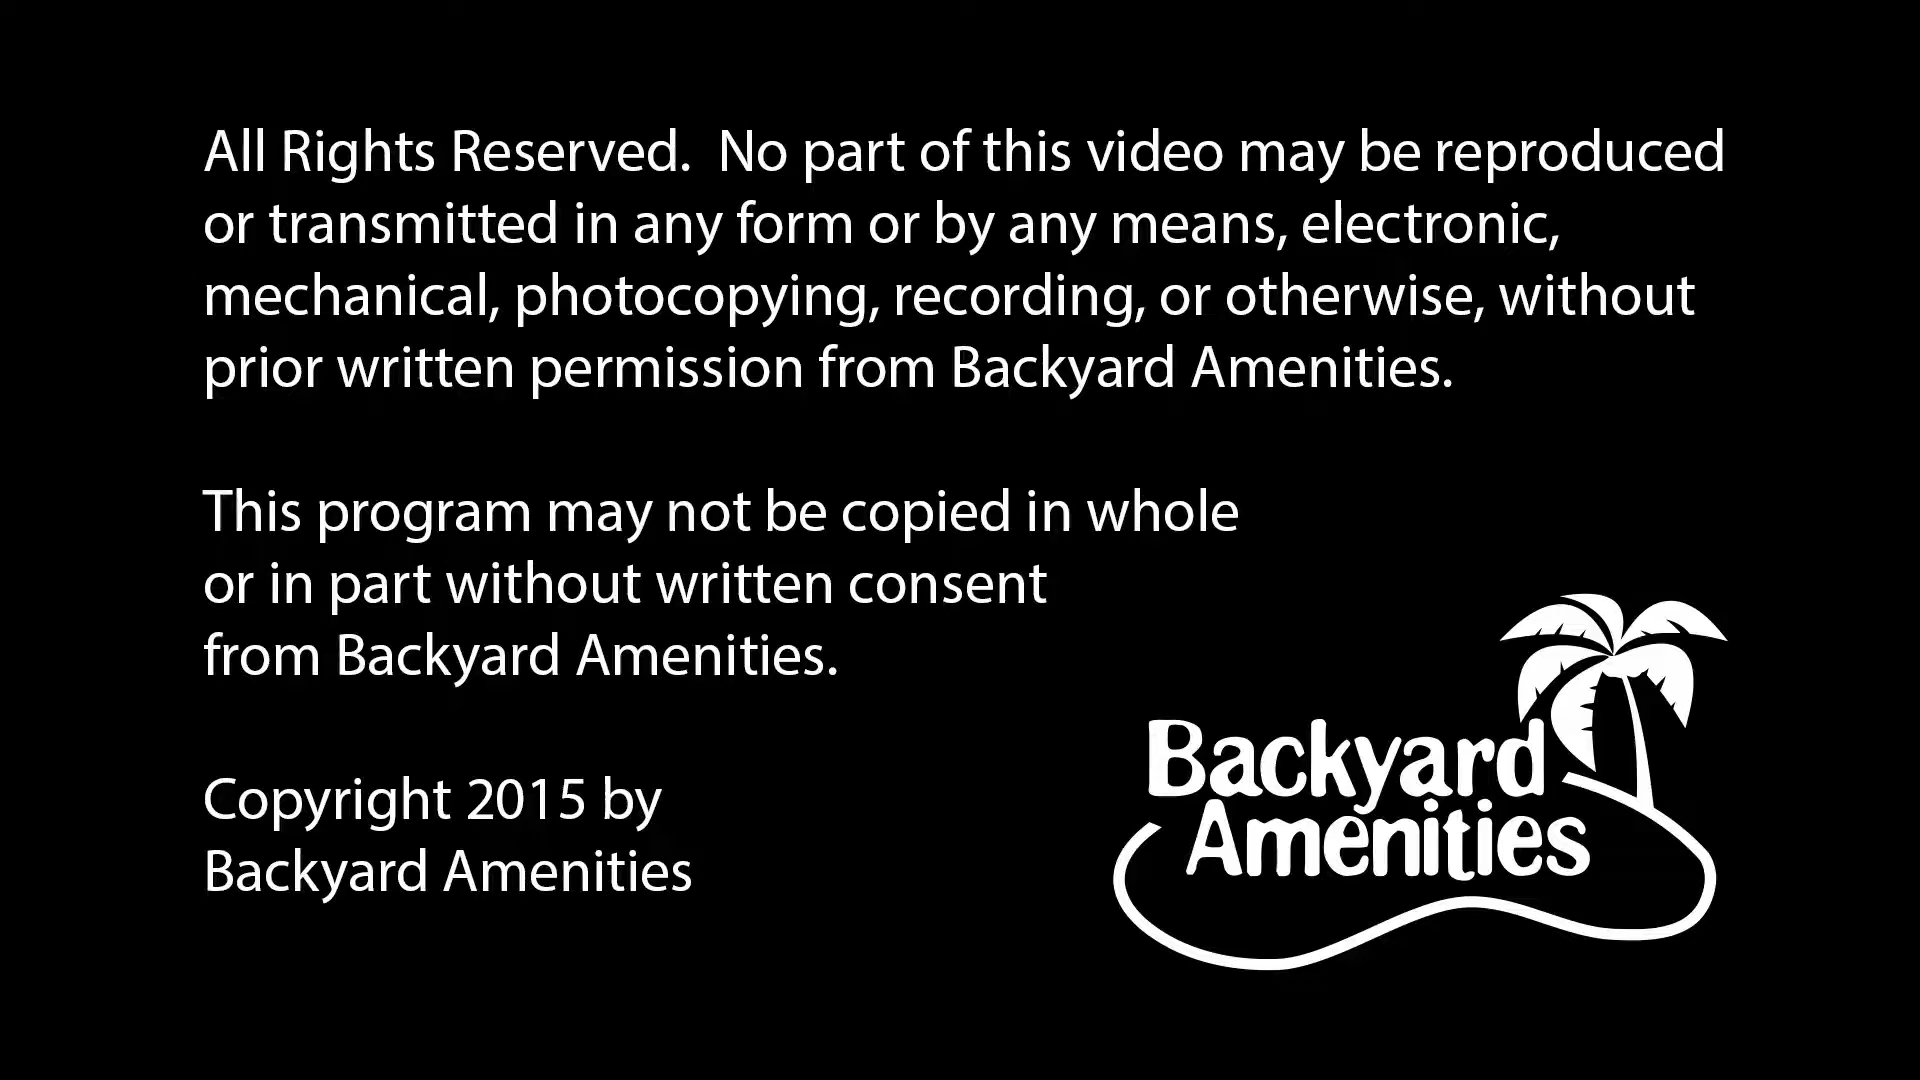 All Rights Reserved.  No part of this video may be reproduced
or transmitted in any form or by any means, electronic,
mechanical, photocopying, recording, or otherwise, without
prior written permission from Backyard Amenities.
This program may not be copied in whole
or in part without written consent
from Backyard Amenities.
Copyright 2015 by
Backyard Amenities
Backyard
Amenities